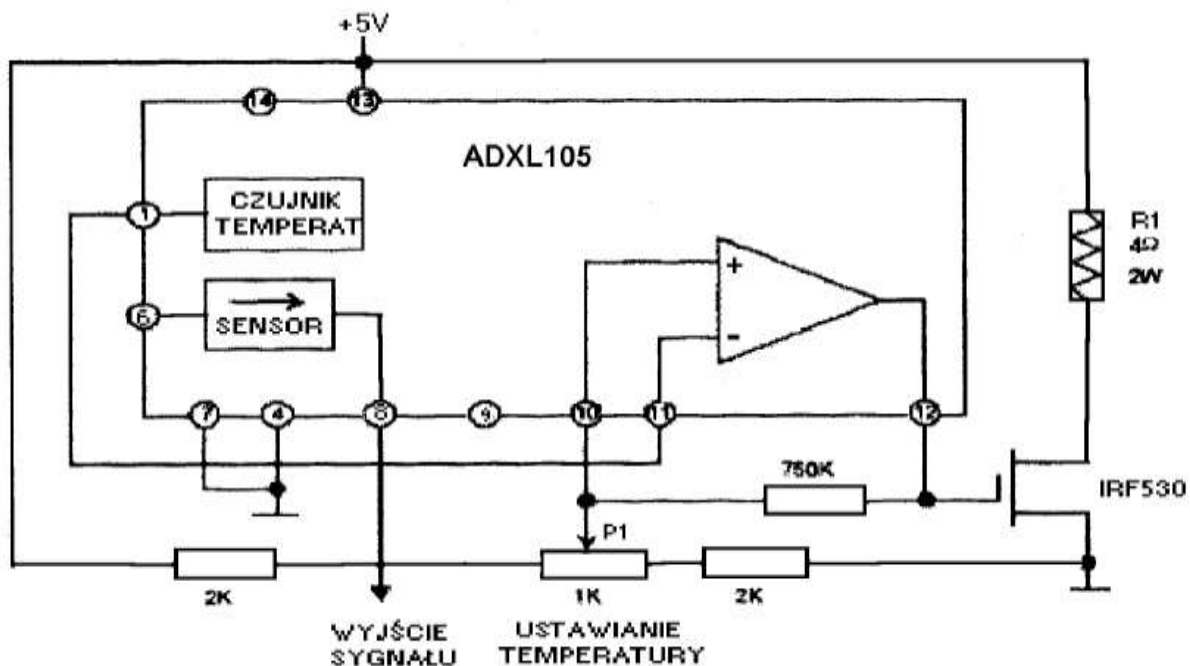 +5V
14
13
ADXL105
CZUJNIK
TEMPERAT
1
R1
4Ω
2W
+
6
SENSOR
-
7
4
8
9
10
11
12
750K
IRF530
P1
2K
1K
2K
WYJŚCIE
SYGNAŁU
USTAWIANIE
TEMPERATURY